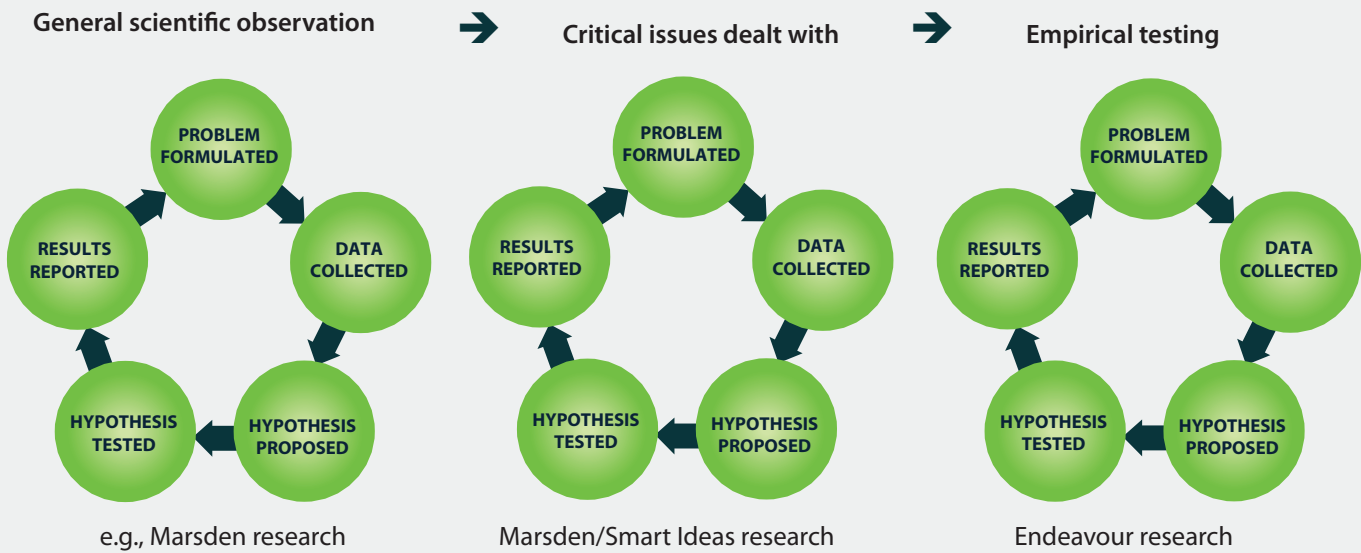 General scientific observation
Critical issues dealt with
Empirical testing
PROBLEM
FORMULATED
DATA
COLLECTED
HYPOTHESIS
PROPOSED
HYPOTHESIS
TESTED
RESULTS
REPORTED
e.g., Marsden research
PROBLEM
FORMULATED
DATA
COLLECTED
HYPOTHESIS
PROPOSED
HYPOTHESIS
TESTED
RESULTS
REPORTED
Marsden/Smart Ideas research
PROBLEM
FORMULATED
DATA
COLLECTED
HYPOTHESIS
PROPOSED
HYPOTHESIS
TESTED
RESULTS
REPORTED
Endeavour research